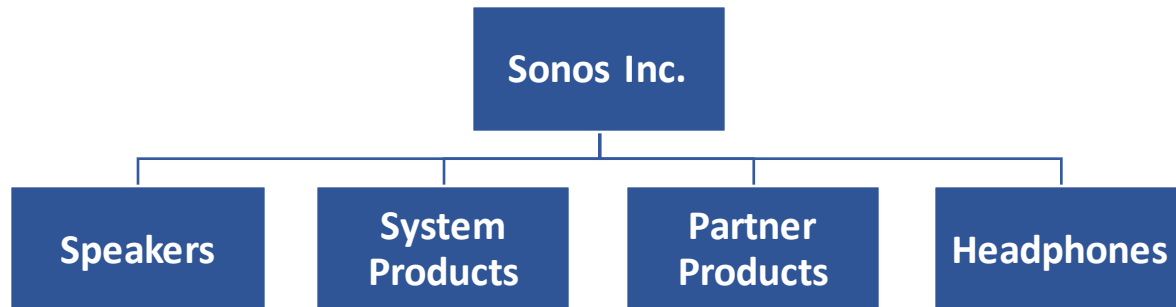 Sonos Inc.
Speakers
System
Products
Partner
Products
Headphones